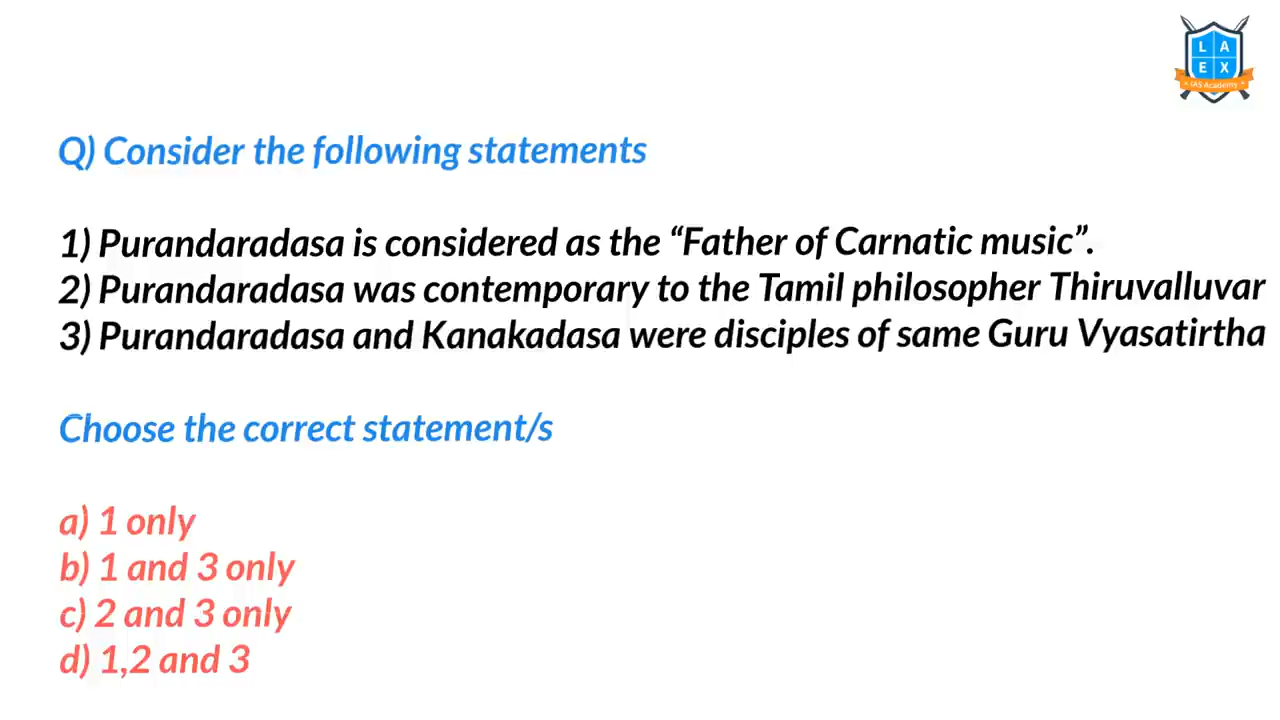 L A
E X
IAS Academy
Q) Consider the following statements
1) Purandaradasa is considered as the “Father of Carnatic music”.
2) Purandaradasa was contemporary to the Tamil philosopher Thiruvalluvar
3) Purandaradasa and Kanakadasa were disciples of same Guru Vyasatirtha
Choose the correct statement/s
a) 1 only
b) 1 and 3 only
c) 2 and 3 only
d) 1,2 and 3